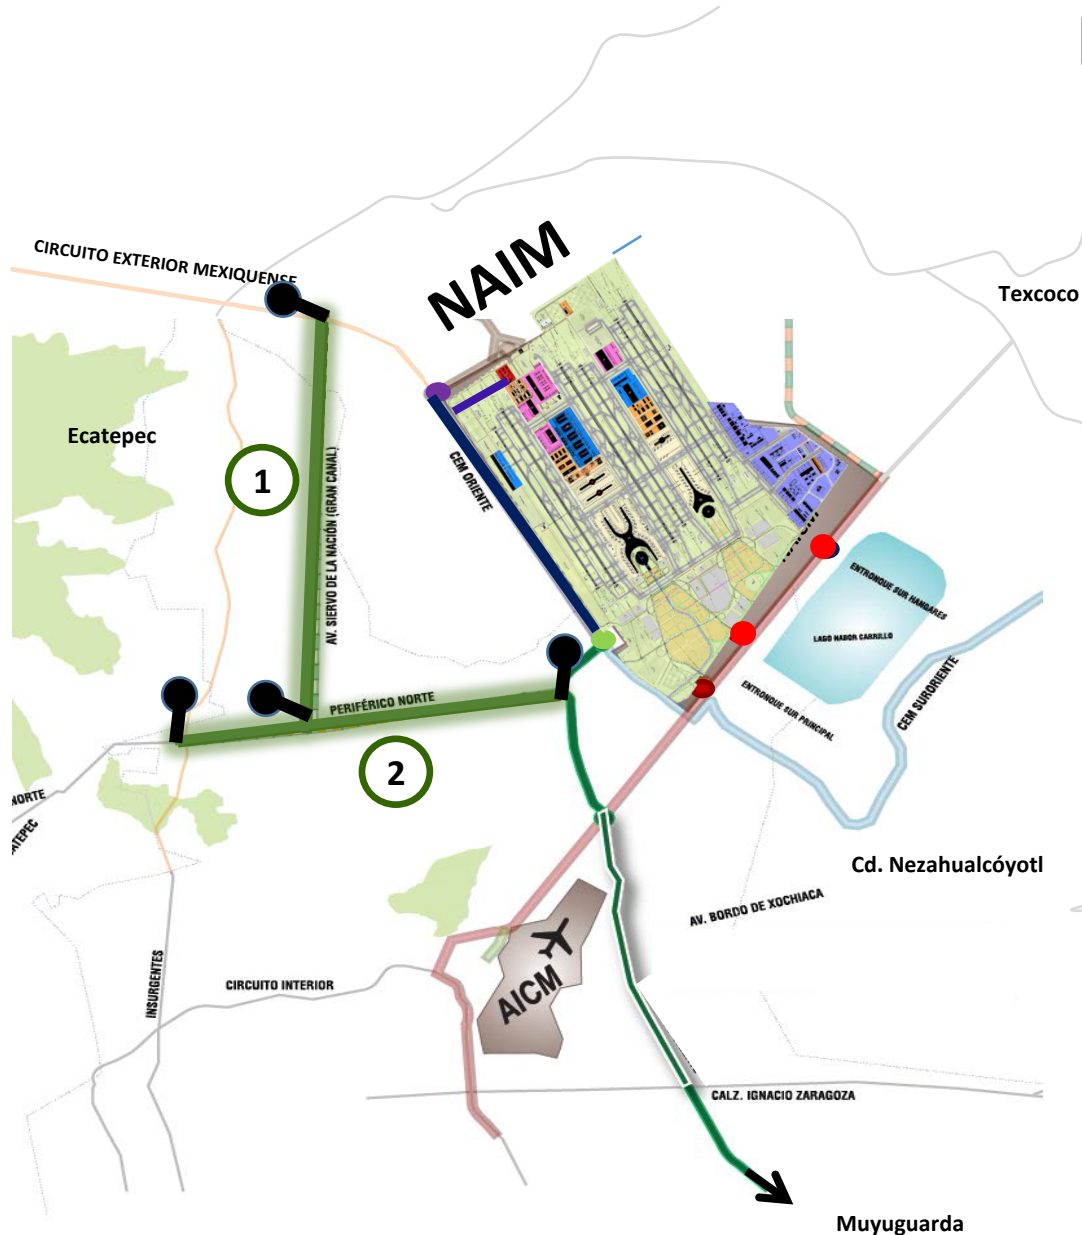 NAIM
CIRCUITO EXTERIOR MEXIQUENSE
Texcoco
Ecatepec
1
CEM ORIENTE
AV. SIERVO DE LA NACIÓN (GRAN CANAL)
ENTRONQUE SUR HANGARES
LAGO NABOR CARRILLO
CEM SURORIENTE
ENTRONQUE SUR PRINCIPAL
PERIFÉRICO NORTE
2
NORTE
ATEPEC
Cd. Nezahualcóyotl
AV. BORDO DE XOCHIACA
INSURGENTES
CIRCUITO INTERIOR
AICM
CALZ. IGNACIO ZARAGOZA
Muyuguarda